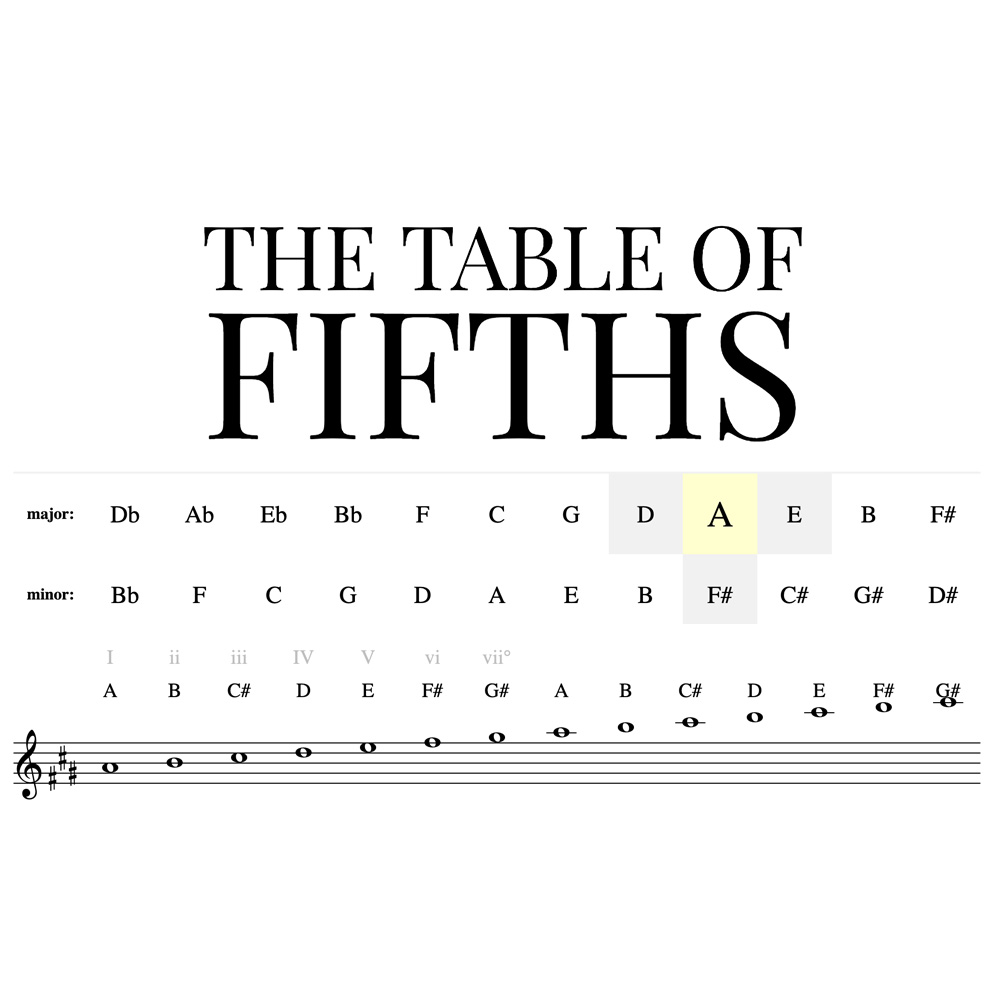 THE TABLE OF
FIFTHS
major: Db Ab Eb Bb F C G D A E B F#
minor: Bb F C G D A E B F# C# G# D#
I ii iii IV V vi vii°
A B C# D E F# G# A B C# D E F# G#